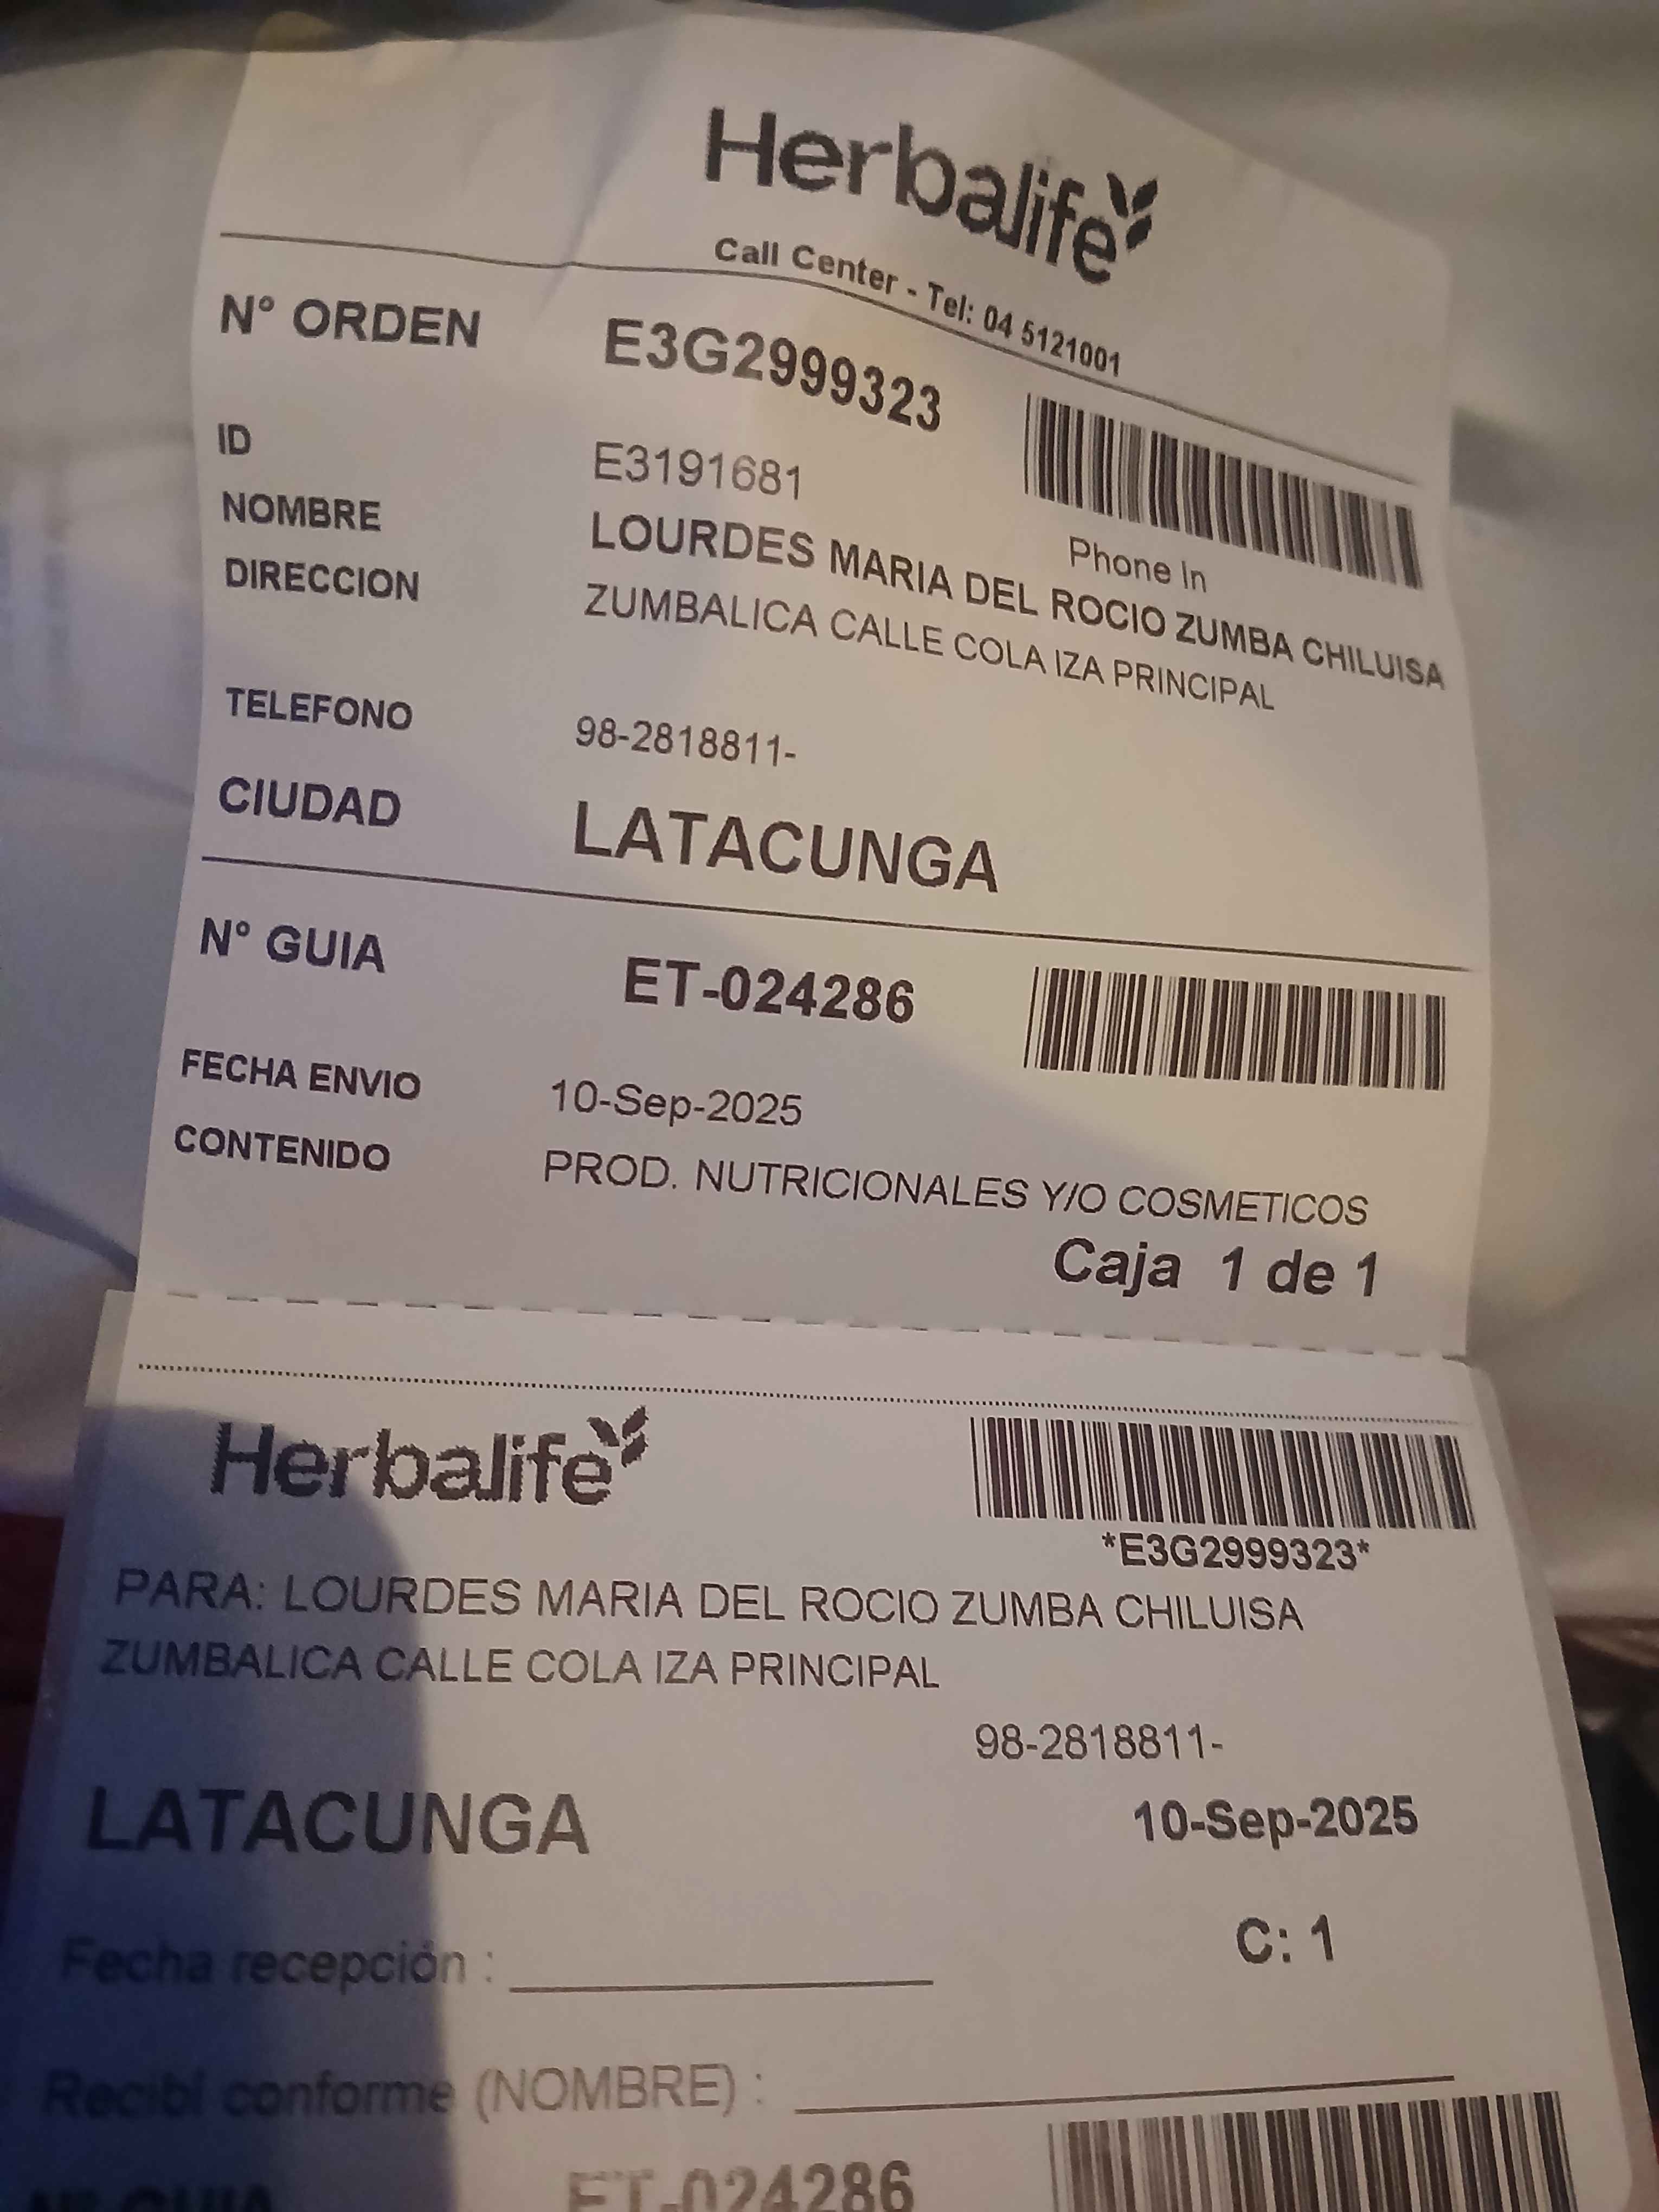 Herbalife
Call Center - Tel: 04 5121001
N° ORDEN E3G2999323
ID E3191681
Phone In
NOMBRE LOURDES MARIA DEL ROCIO ZUMBA CHILUISA
DIRECCION ZUMBALICA CALLE COLA IZA PRINCIPAL
TELEFONO 98-2818811-
CIUDAD LATACUNGA
N° GUIA ET-024286
FECHA ENVIO 10-Sep-2025
CONTENIDO PROD. NUTRICIONALES Y/O COSMETICOS
Caja 1 de 1
Herbalife
*E3G2999323*
PARA: LOURDES MARIA DEL ROCIO ZUMBA CHILUISA
ZUMBALICA CALLE COLA IZA PRINCIPAL
98-2818811-
LATACUNGA 10-Sep-2025
C: 1
Fecha recepción :
Recibí conforme (NOMBRE) :
N° GUIA ET-024286